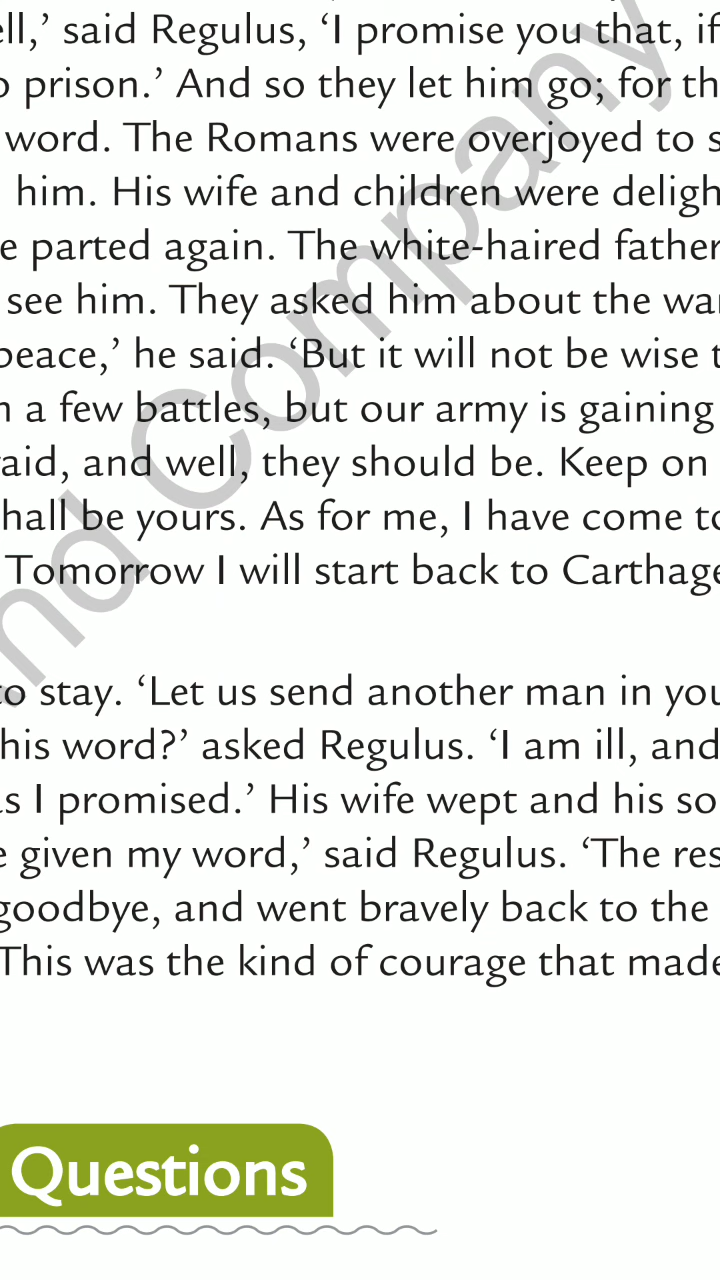 ell,’ said Regulus, ‘I promise you that, if
prison.’ And so they let him go; for th
word. The Romans were overjoyed to s
him. His wife and children were deligh
e parted again. The white-haired father
see him. They asked him about the war
peace,’ he said. ‘But it will not be wise t
n a few battles, but our army is gaining
aid, and well, they should be. Keep on
hall be yours. As for me, I have come to
Tomorrow I will start back to Carthage
to stay. ‘Let us send another man in you
his word?’ asked Regulus. ‘I am ill, and
as I promised.’ His wife wept and his so
e given my word,’ said Regulus. ‘The res
goodbye, and went bravely back to the
This was the kind of courage that made
Questions
nd Company